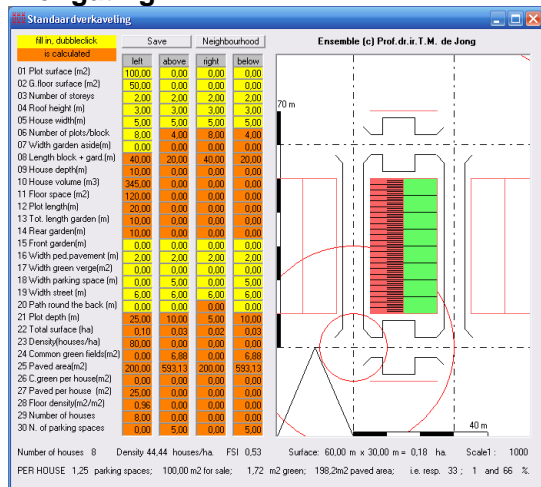 Standaardverkaveling
fill in, dubbleclick Save Neighbourhood Ensemble (c) Prof.dr.ir.T.M. de Jong
is calculated left above right below
01 Plot surface (m2) 100,00 0,00 0,00 0,00
02 G.floor surface (m2) 50,00 0,00 0,00 0,00
03 Number of storeys 2,00 2,00 2,00 2,00
04 Roof height (m) 3,00 3,00 3,00 3,00
05 House width(m) 5,00 5,00 5,00 5,00
06 Number of plots/block 8,00 4,00 8,00 4,00
07 Width garden aside(m) 0,00 0,00 0,00 0,00
08 Length block + gard.(m) 40,00 20,00 40,00 20,00
09 House depth(m) 10,00 0,00 0,00 0,00
10 House volume (m3) 345,00 0,00 0,00 0,00
11 Floor space (m2) 120,00 0,00 0,00 0,00
12 Plot length(m) 20,00 0,00 0,00 0,00
13 Tot. length garden (m) 10,00 0,00 0,00 0,00
14 Rear garden(m) 10,00 0,00 0,00 0,00
15 Front garden(m) 0,00 0,00 0,00 0,00
16 Width ped.pavement (m) 2,00 2,00 2,00 2,00
17 Width green verge(m2) 0,00 0,00 0,00 0,00
18 Width parking space (m) 0,00 5,00 0,00 5,00
19 Width street (m) 6,00 6,00 6,00 6,00
20 Path round the back (m) 0,00 0,00 0,00 0,00
21 Plot depth (m) 25,00 10,00 5,00 10,00
22 Total surface (ha) 0,10 0,03 0,02 0,03
23 Density(houses/ha) 80,00 0,00 0,00 0,00
24 Common green fields(m2) 0,00 6,88 0,00 6,88
25 Paved area(m2) 200,00 593,13 200,00 593,13
26 C.green per house(m2) 0,00 0,00 0,00 0,00
27 Paved per house (m2) 25,00 0,00 0,00 0,00
28 Floor density(m2/m2) 0,96 0,00 0,00 0,00
29 Number of houses 8,00 0,00 0,00 0,00
30 N. of parking spaces 0,00 5,00 0,00 5,00
70 m
40 m
Number of houses 8 Density 44,44 houses/ha. FSI 0,53 Surface: 60,00 m x 30,00 m = 0,18 ha. Scale1 : 1000
PER HOUSE 1,25 parking spaces; 100,00 m2 for sale; 1,72 m2 green; 198,2m2 paved area; i.e. resp. 33 ; 1 and 66 %.